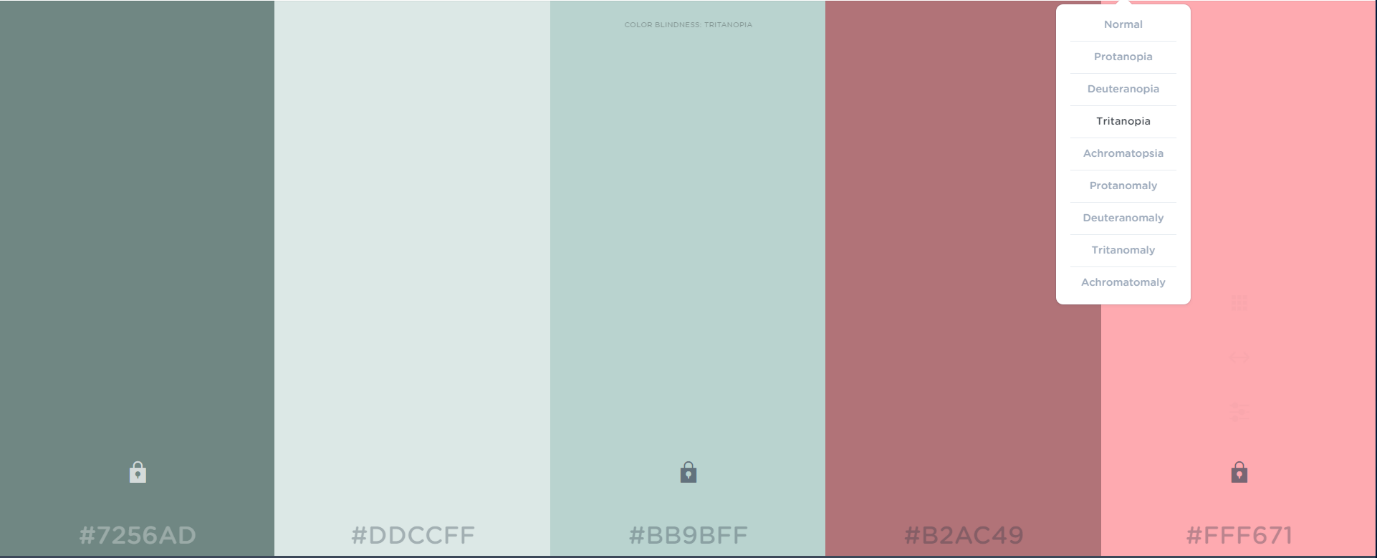 COLOR BLINDNESS: TRITANOPIA
Normal
Protanopia
Deuteranopia
Tritanopia
Achromatopsia
Protanomaly
Deuteranomaly
Tritanomaly
Achromatomaly
#7256AD
#DDCCFF
#BB9BFF
#B2AC49
#FFF671